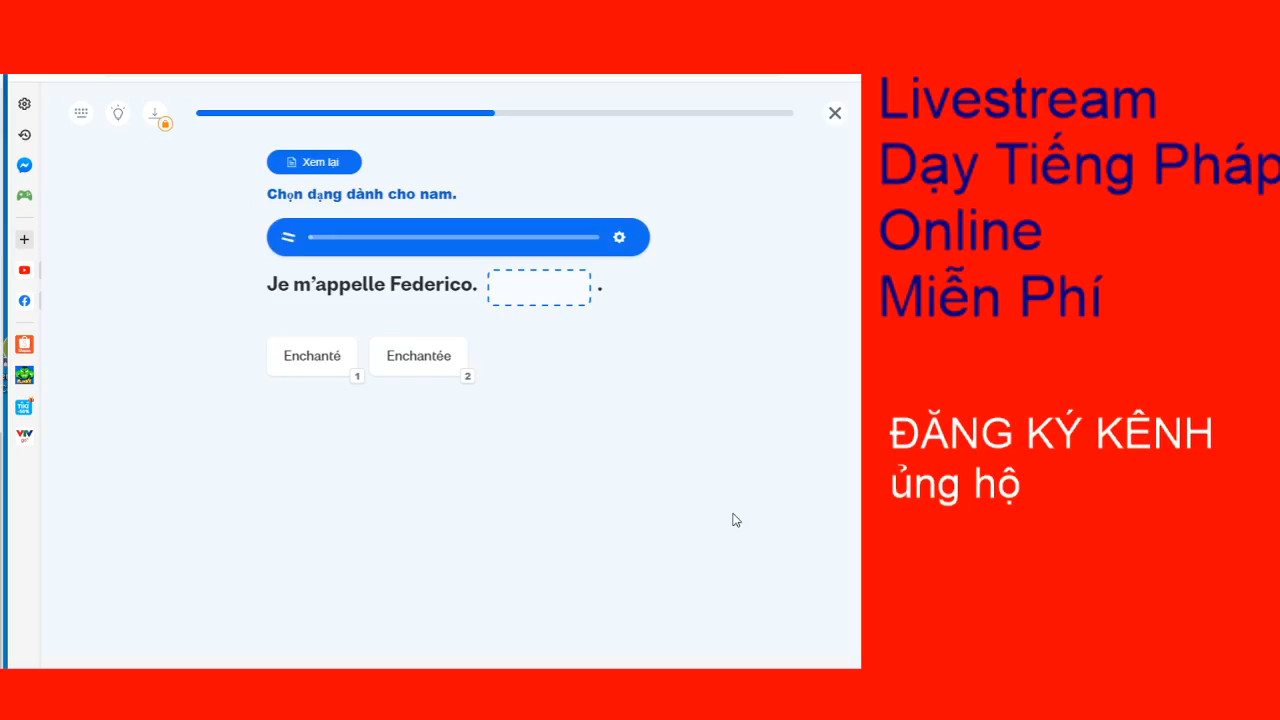 Xem lại
Chọn dạng dành cho nam.
Je m'appelle Federico. .
Enchanté
1
Enchantée
2
Livestream
Dạy Tiếng Pháp
Online
Miễn Phí
ĐĂNG KÝ KÊNH
ủng hộ